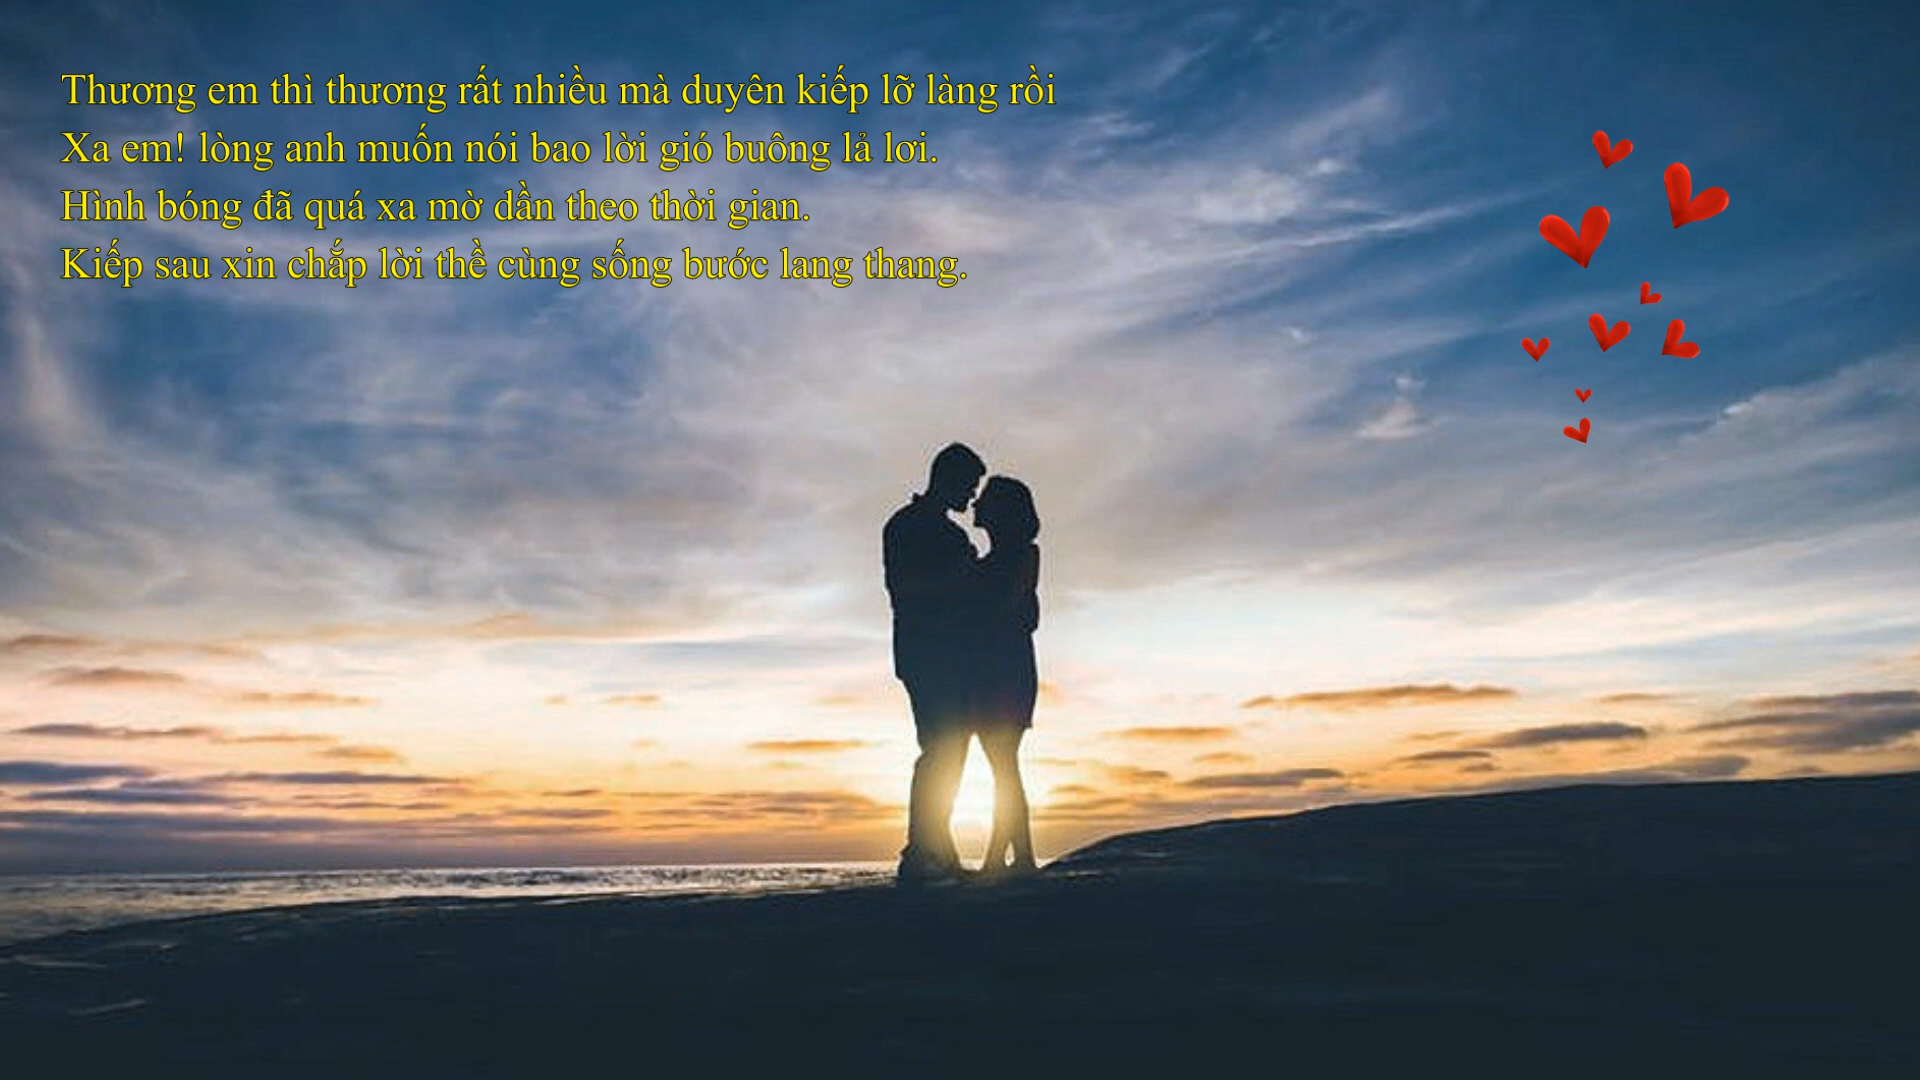 Thương em thì thương rất nhiều mà duyên kiếp lỡ làng rồi
Xa em! lòng anh muốn nói bao lời gió buông lả lơi.
Hình bóng đã quá xa mờ dần theo thời gian.
Kiếp sau xin chắp lời thề cùng sống bước lang thang.